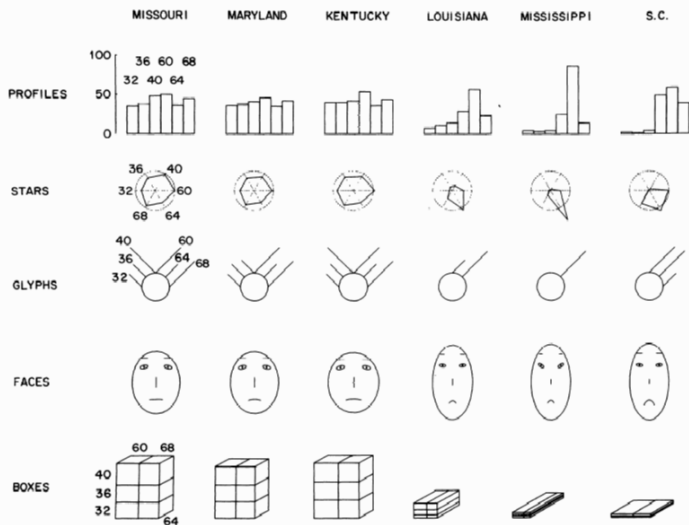 MISSOURI MARYLAND KENTUCKY LOUISIANA MISSISSIPPI S.C.
100
36 60 68
32 40 64
PROFILES 50
0
36 40
STARS 32 60
68 64
40 60
36 64 68
32
GLYPHS
FACES
60 68
40
BOXES 36
32
64